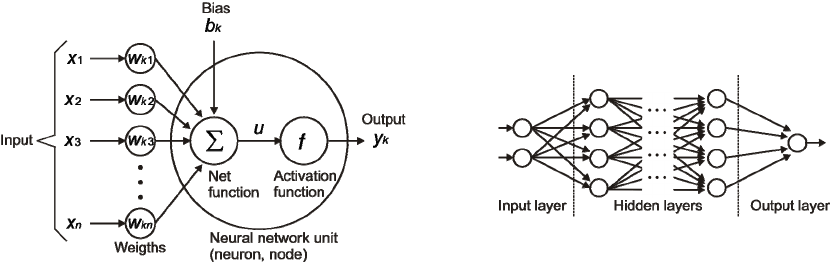 Bias
bk
Input
x1
wk1
x2
wk2
x3
wk3
xn
wkn
Weigths
Σ
u
f
Output
yk
Net
function
Activation
function
Neural network unit
(neuron, node)
Input layer
Hidden layers
Output layer